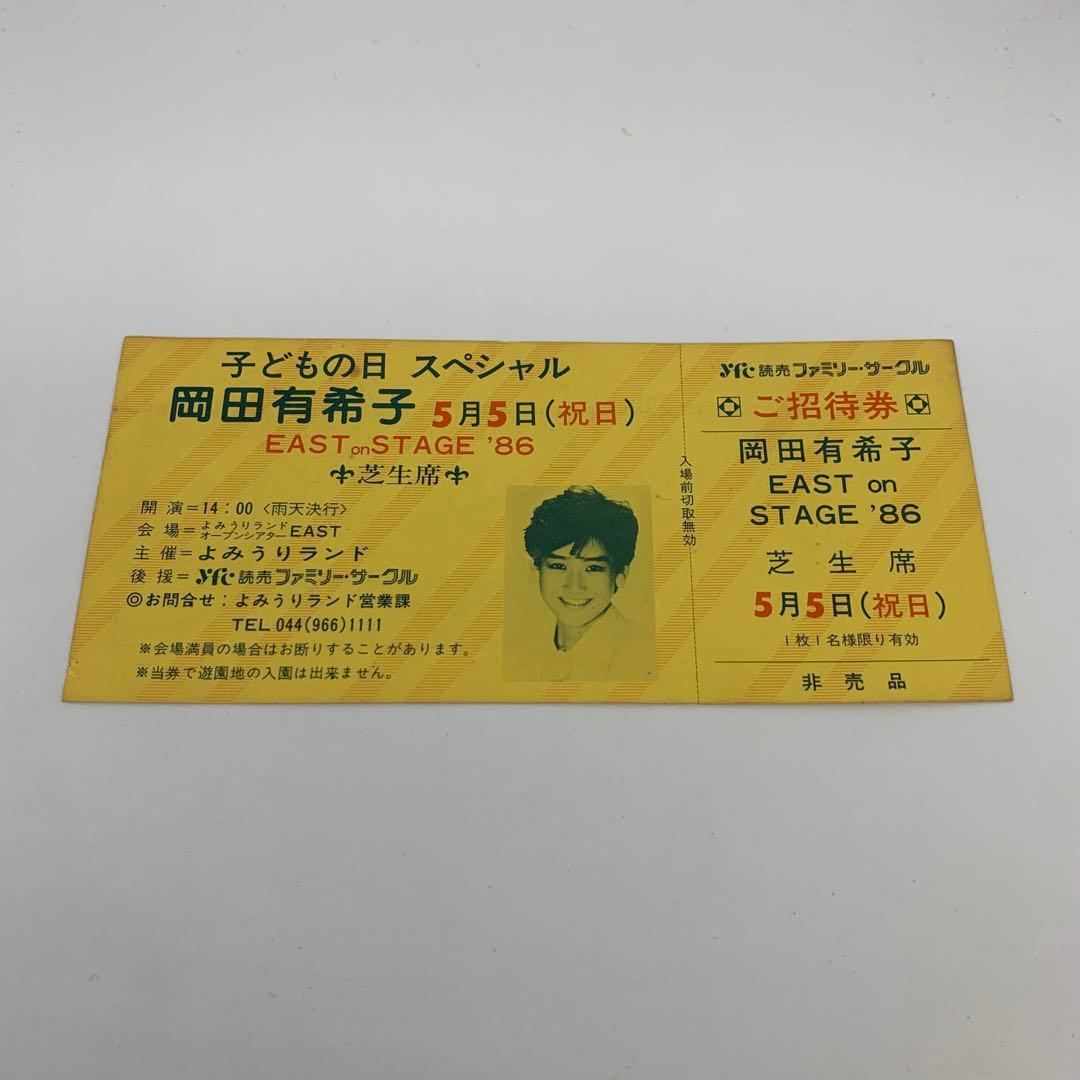 子どもの日 スペシャル
岡田有希子 5月5日(祝日)
EAST on STAGE '86
芝生席
開 演=14:00〈雨天決行〉
会 場=よみうりランド オープンシアター EAST
主 催=よみうりランド
後 援=yfc 読売ファミリー・サークル
◎お問合せ:よみうりランド営業課
TEL 044(966)1111
※会場満員の場合はお断りすることがあります。
※当券で遊園地の入園は出来ません。
入場前切取無効
yfc 読売ファミリー・サークル
ご招待券
岡田有希子
EAST on
STAGE '86
芝生席
5月5日(祝日)
1枚1名様限り有効
非売品